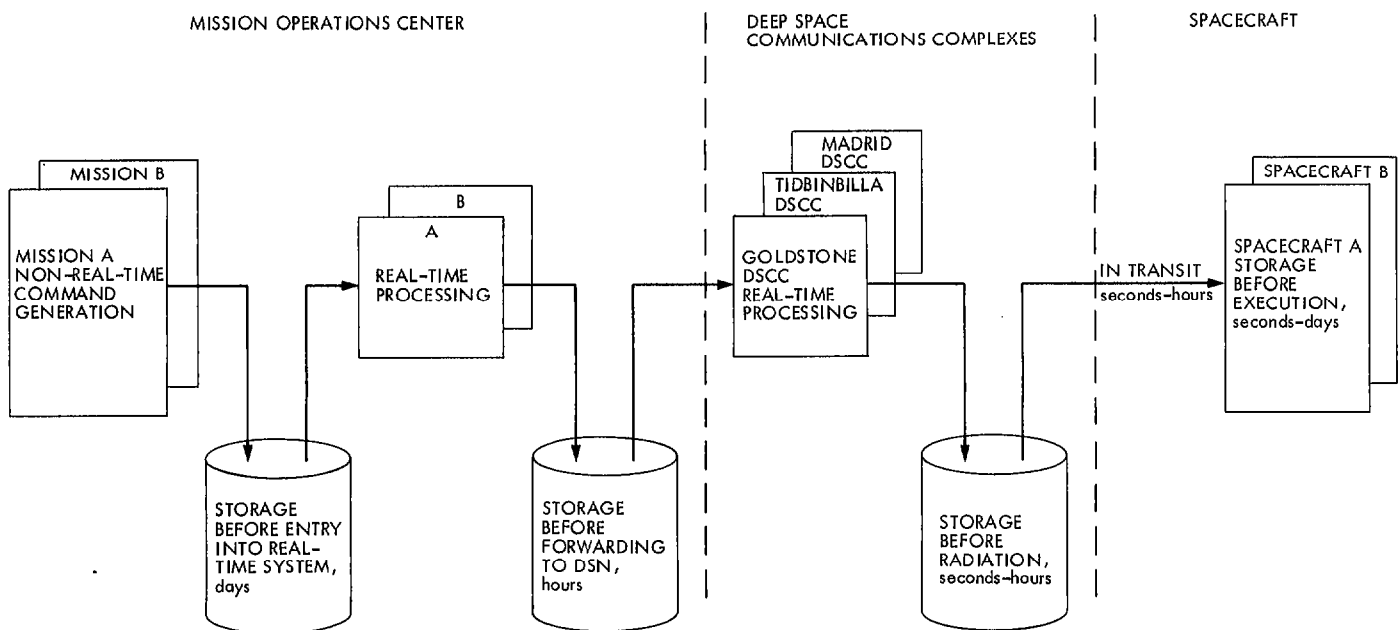 MISSION OPERATIONS CENTER
DEEP SPACE
COMMUNICATIONS COMPLEXES
SPACECRAFT
MISSION B
MISSION A
NON-REAL-TIME
COMMAND
GENERATION
B
A
REAL-TIME
PROCESSING
MADRID
DSCC
TIDBINBILLA
DSCC
GOLDSTONE
DSCC
REAL-TIME
PROCESSING
IN TRANSIT
seconds-hours
SPACECRAFT B
SPACECRAFT A
STORAGE
BEFORE
EXECUTION,
seconds-days
STORAGE
BEFORE ENTRY
INTO REAL-
TIME SYSTEM,
days
STORAGE
BEFORE
FORWARDING
TO DSN,
hours
STORAGE
BEFORE
RADIATION,
seconds-hours